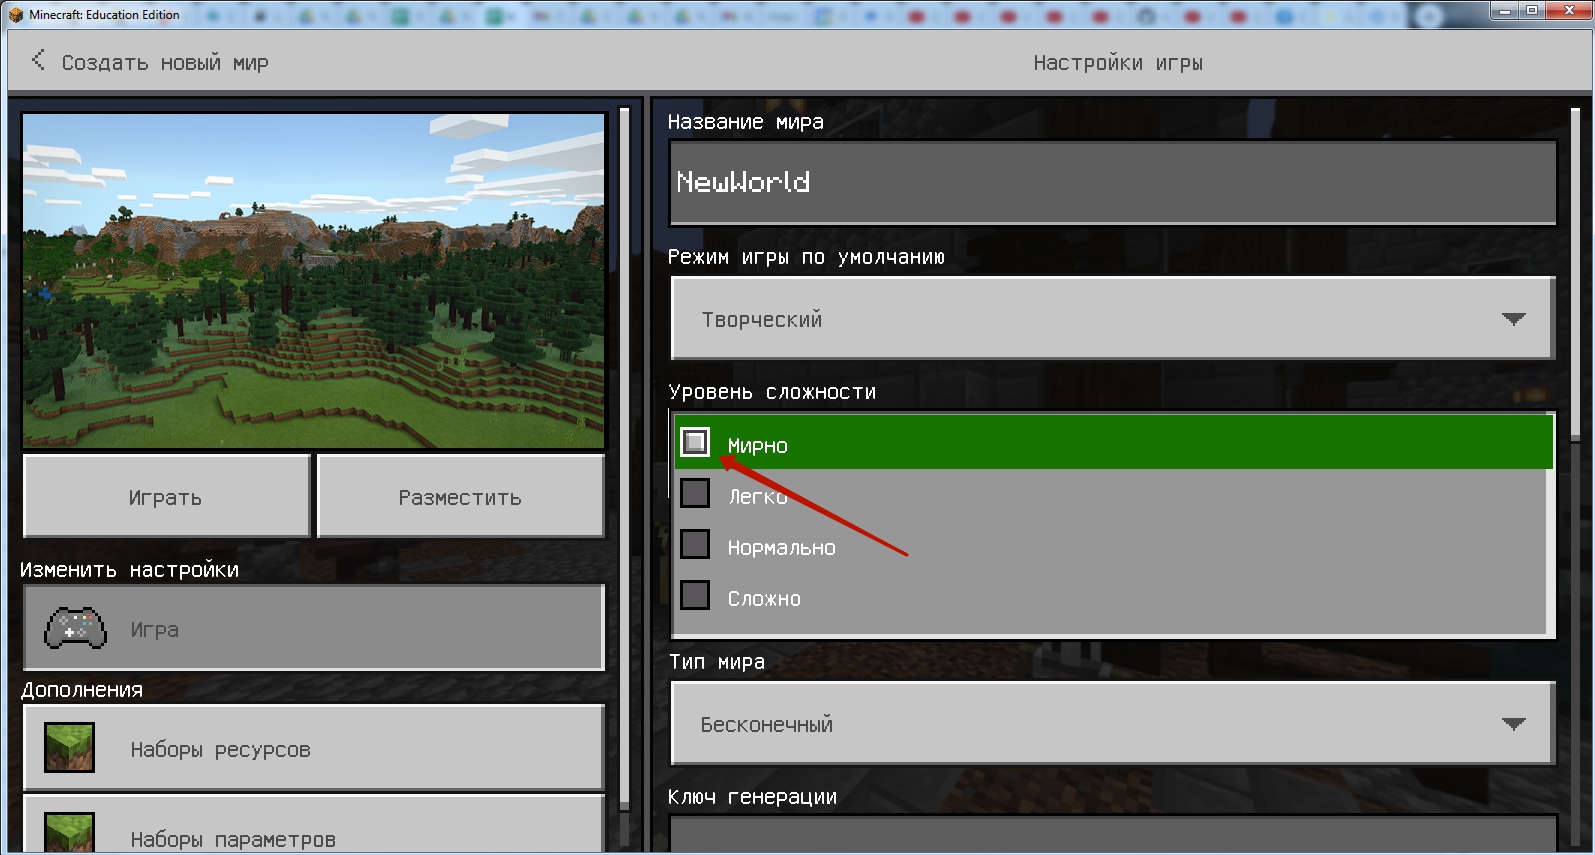 Minecraft: Education Edition
Создать новый мир
Настройки игры
Играть
Разместить
Изменить настройки
Игра
Дополнения
Наборы ресурсов
Наборы параметров
Название мира
NewWorld
Режим игры по умолчанию
Творческий
Уровень сложности
Мирно
Легко
Нормально
Сложно
Тип мира
Бесконечный
Ключ генерации